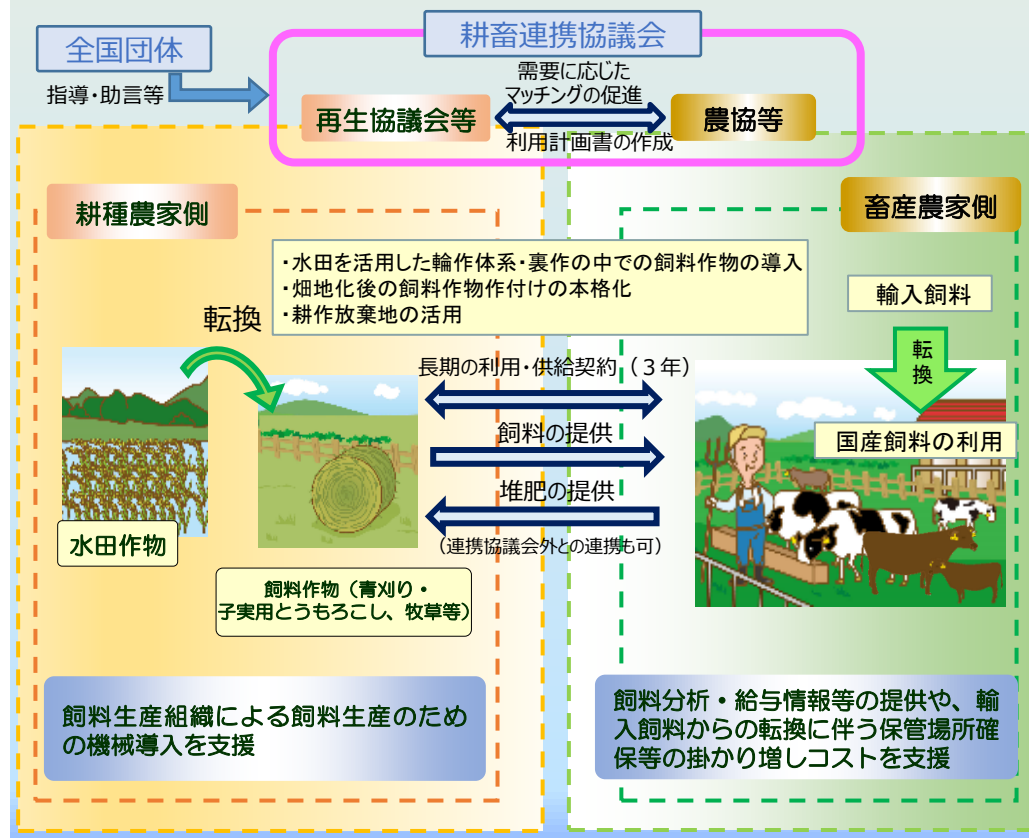 全国団体
指導・助言等
耕畜連携協議会
需要に応じた
マッチングの促進
再生協議会等
農協等
利用計画書の作成
耕種農家側
畜産農家側
・水田を活用した輪作体系・裏作の中での飼料作物の導入
・畑地化後の飼料作物作付けの本格化
・耕作放棄地の活用
転換
輸入飼料
転
換
長期の利用・供給契約(3年)
飼料の提供
国産飼料の利用
堆肥の提供
(連携協議会外との連携も可)
水田作物
飼料作物(青刈り・
子実用とうもろこし、牧草等)
飼料生産組織による飼料生産のため
の機械導入を支援
飼料分析・給与情報等の提供や、輸
入飼料からの転換に伴う保管場所確
保等の掛かり増しコストを支援